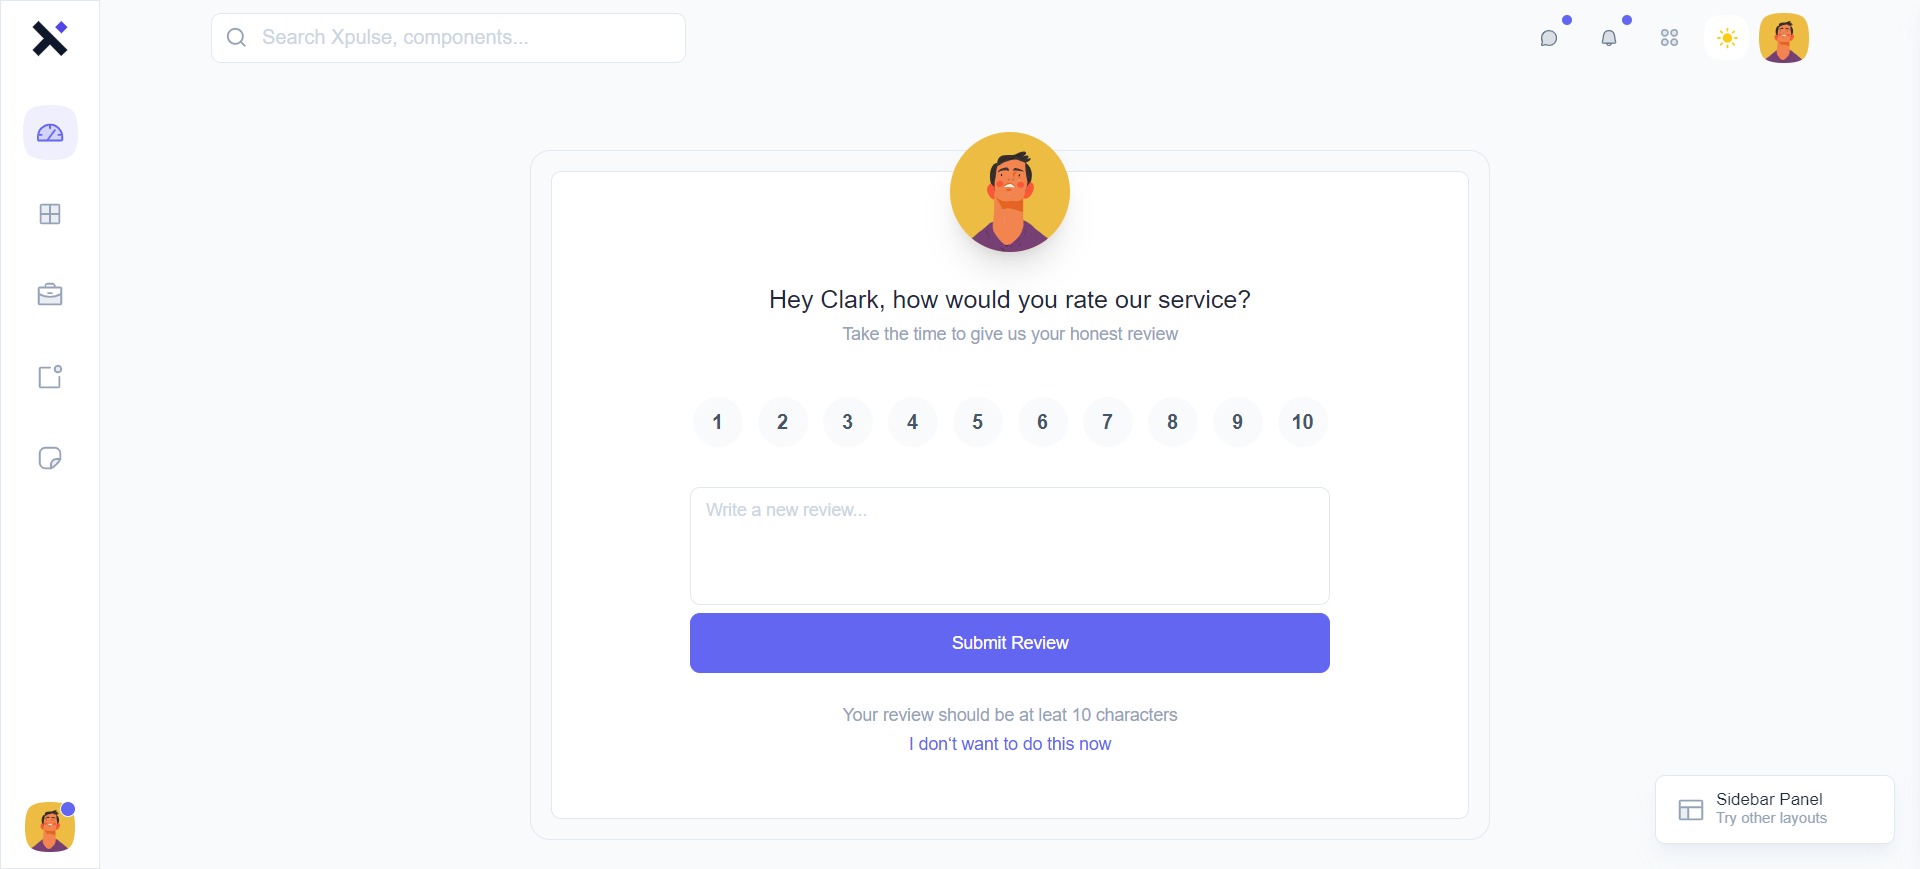 Search Xpulse, components...
Hey Clark, how would you rate our service?
Take the time to give us your honest review
1 2 3 4 5 6 7 8 9 10
Write a new review...
Submit Review
Your review should be at leat 10 characters
I don't want to do this now
Sidebar Panel
Try other layouts